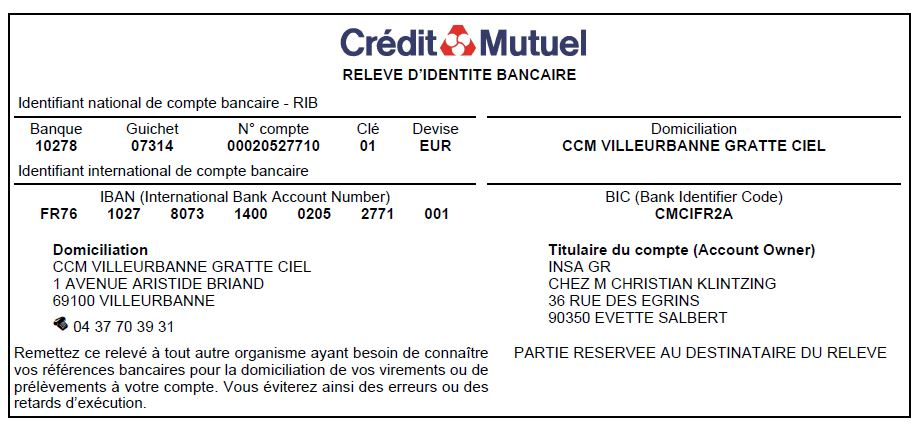 Crédit Mutuel
RELEVE D'IDENTITE BANCAIRE
Identifiant national de compte bancaire - RIB
Banque Guichet N° compte Clé Devise Domiciliation
10278 07314 00020527710 01 EUR CCM VILLEURBANNE GRATTE CIEL
Identifiant international de compte bancaire
IBAN (International Bank Account Number) BIC (Bank Identifier Code)
FR76 1027 8073 1400 0205 2771 001 CMCIFR2A
Domiciliation
CCM VILLEURBANNE GRATTE CIEL
1 AVENUE ARISTIDE BRIAND
69100 VILLEURBANNE
04 37 70 39 31
Titulaire du compte (Account Owner)
INSA GR
CHEZ M CHRISTIAN KLINTZING
36 RUE DES EGRINS
90350 EVETTE SALBERT
Remettez ce relevé à tout autre organisme ayant besoin de connaître
vos références bancaires pour la domiciliation de vos virements ou de
prélèvements à votre compte. Vous éviterez ainsi des erreurs ou des
retards d'exécution.
PARTIE RESERVEE AU DESTINATAIRE DU RELEVE